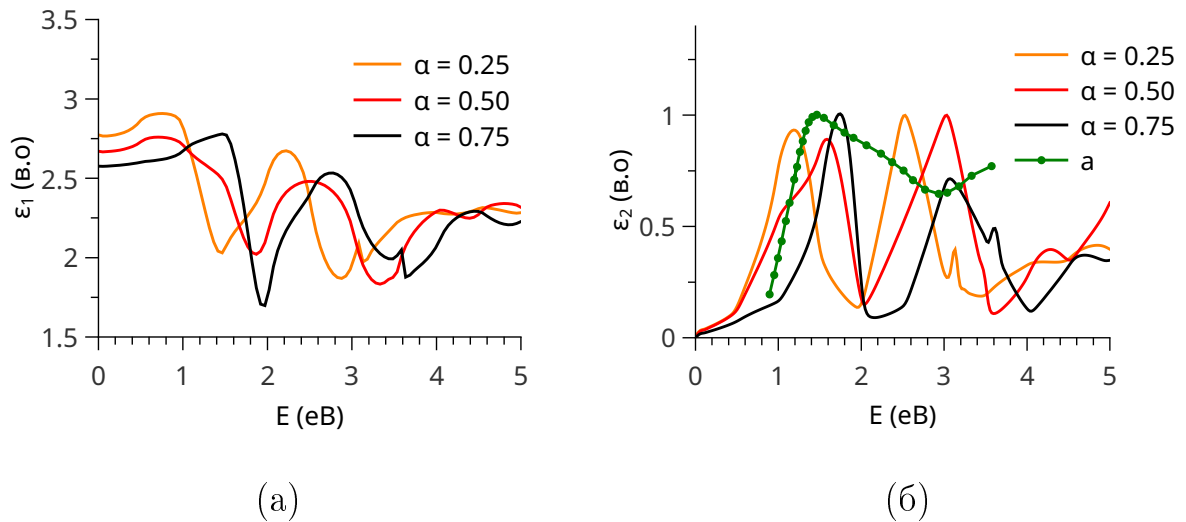 3.5
3
2.5
2
1.5
ε₁ (в.о)
α = 0.25
α = 0.50
α = 0.75
0 1 2 3 4 5
E (еВ)
(а)
1
0.5
0
ε₂ (в.о)
α = 0.25
α = 0.50
α = 0.75
a
0 1 2 3 4 5
E (еВ)
(б)